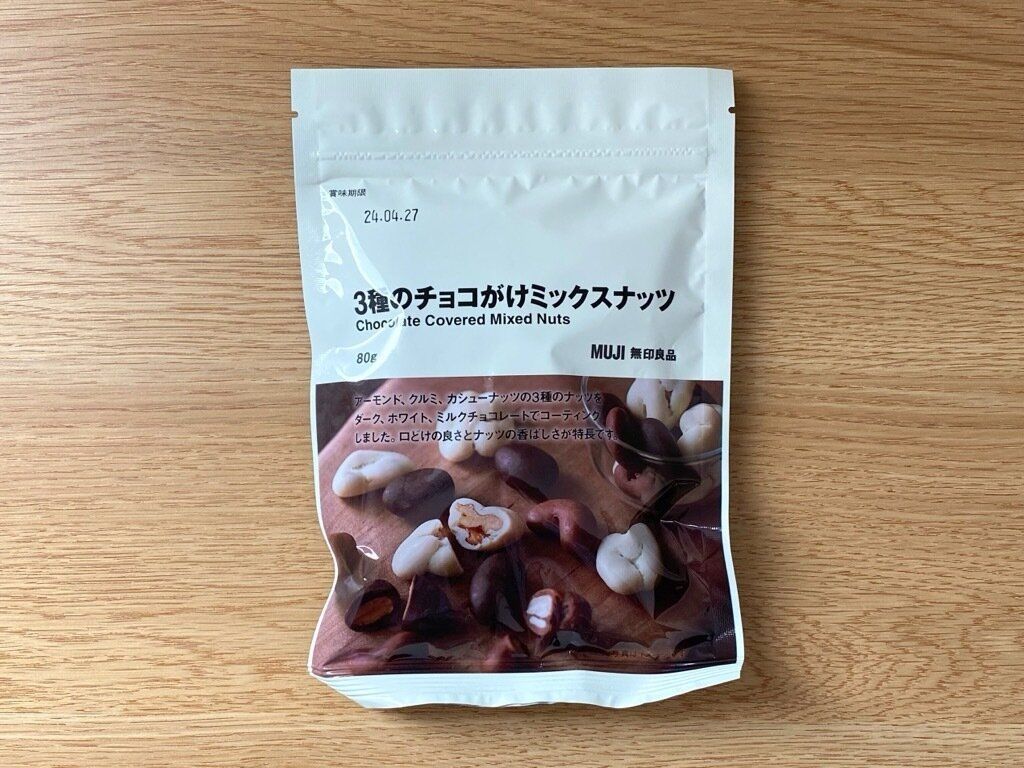 賞味期限
24.04.27
3種のチョコがけミックスナッツ
Chocolate Covered Mixed Nuts
80g
MUJI 無印良品
アーモンド、クルミ、カシューナッツの3種のナッツを
ダーク、ホワイト、ミルクチョコレートでコーティング
しました。口どけの良さとナッツの香ばしさが特長です。